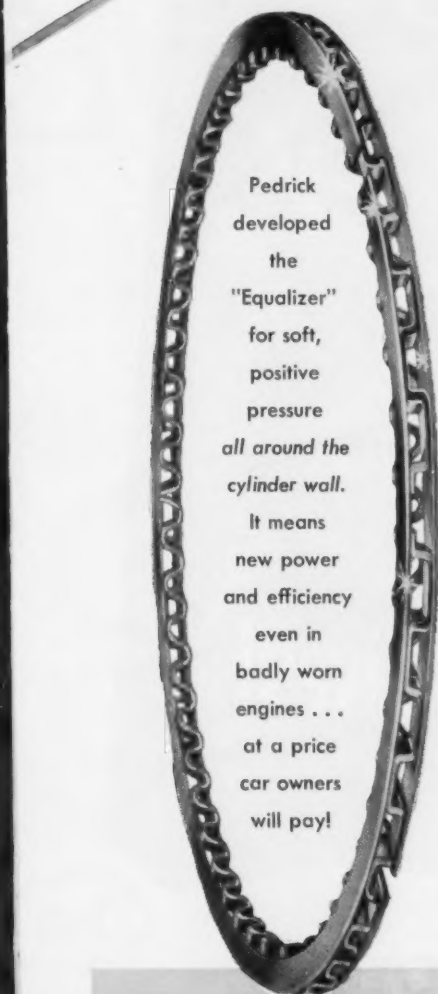 Pedrick
developed
the
"Equalizer"
for soft,
positive
pressure
all around the
cylinder wall.
It means
new power
and efficiency
even in
badly worn
engines . . .
at a price
car owners
will pay!